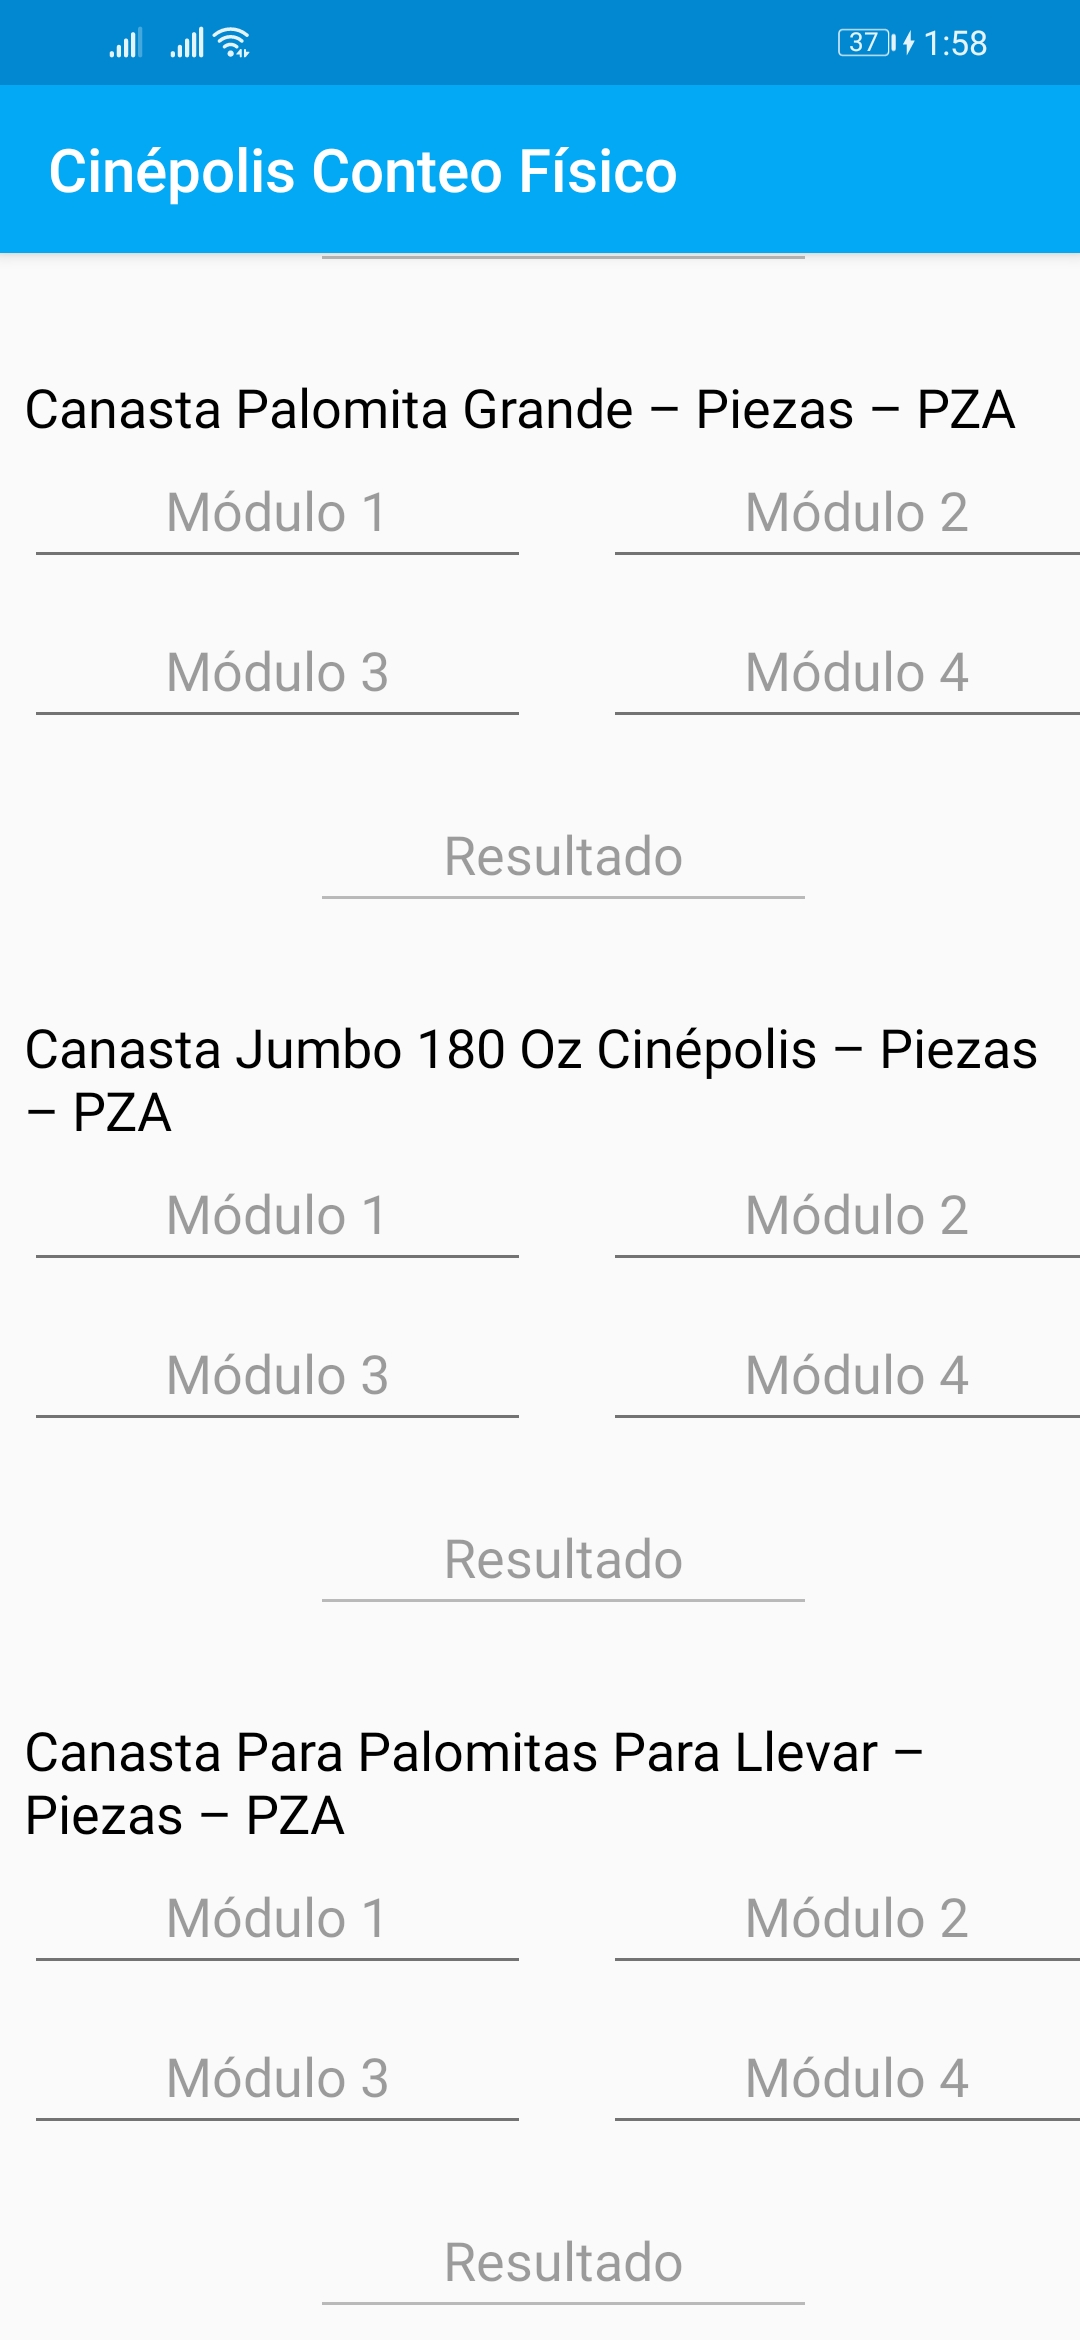 37 1:58
Cinépolis Conteo Físico
Canasta Palomita Grande – Piezas – PZA
Módulo 1 Módulo 2
Módulo 3 Módulo 4
Resultado
Canasta Jumbo 180 Oz Cinépolis – Piezas
– PZA
Módulo 1 Módulo 2
Módulo 3 Módulo 4
Resultado
Canasta Para Palomitas Para Llevar –
Piezas – PZA
Módulo 1 Módulo 2
Módulo 3 Módulo 4
Resultado